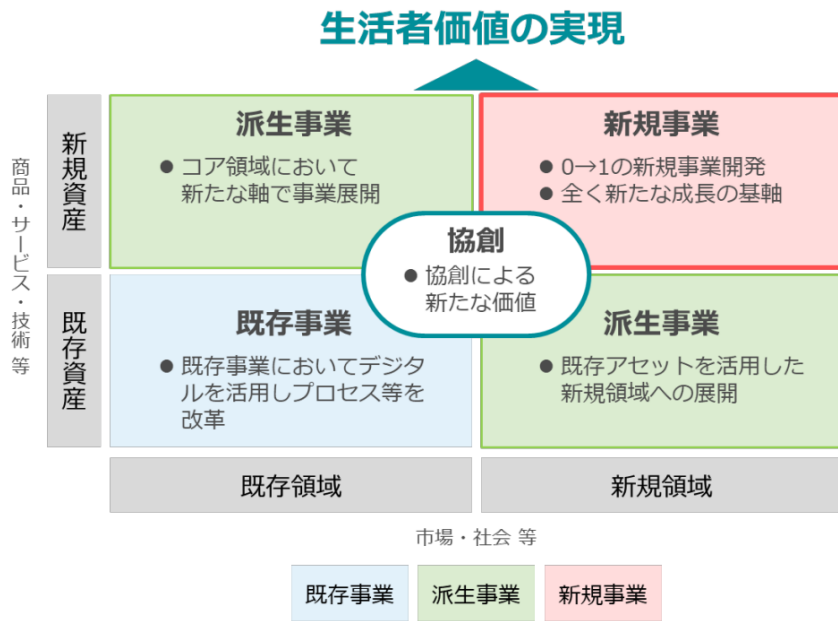 生活者価値の実現
商品・サービス・技術 等
新規資産
派生事業
● コア領域において
新たな軸で事業展開
新規事業
● 0→1の新規事業開発
● 全く新たな成長の基軸
協創
● 協創による
新たな価値
既存資産
既存事業
● 既存事業においてデジタ
ルを活用しプロセス等を
改革
派生事業
● 既存アセットを活用した
新規領域への展開
既存領域
新規領域
市場・社会 等
既存事業
派生事業
新規事業